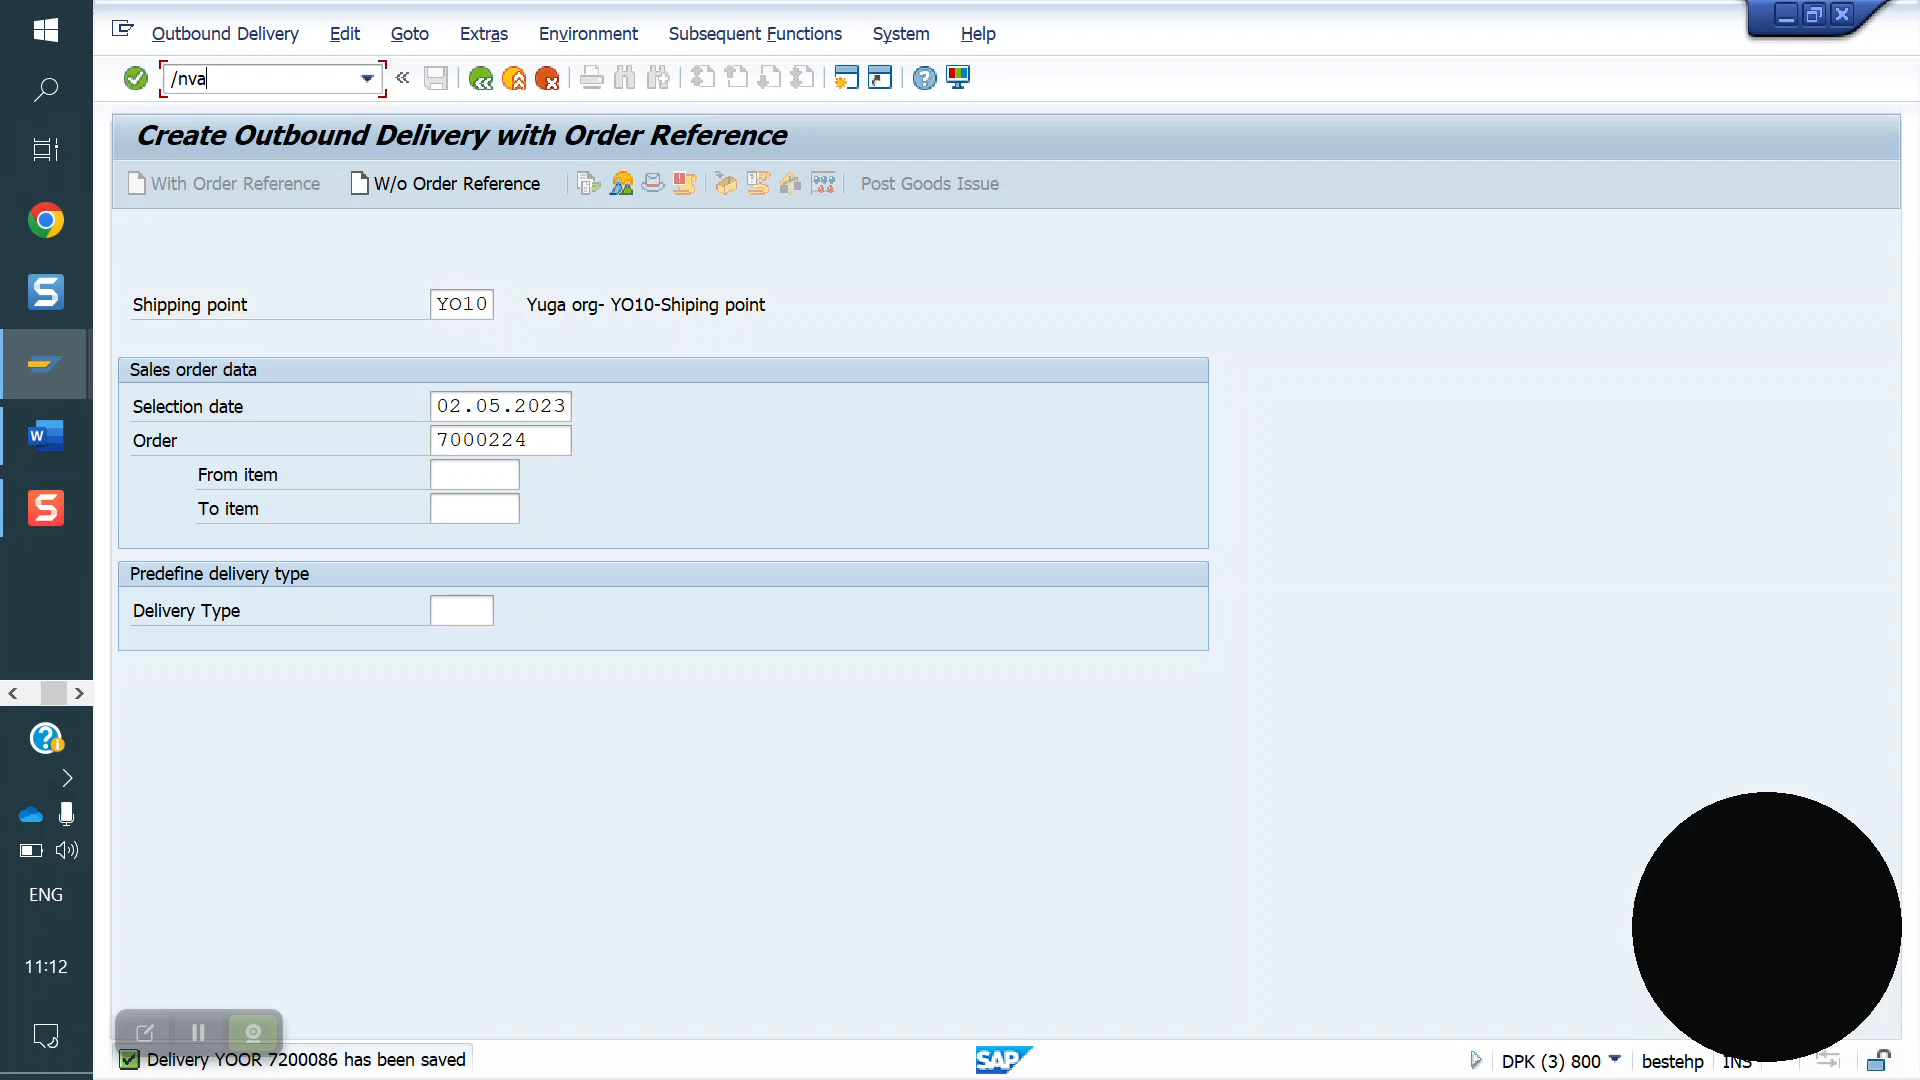 Outbound Delivery Edit Goto Extras Environment Subsequent Functions System Help
/nva
Create Outbound Delivery with Order Reference
With Order Reference W/o Order Reference Post Goods Issue
Shipping point YO10 Yuga org- YO10-Shiping point
Sales order data
Selection date 02.05.2023
Order 7000224
From item
To item
Predefine delivery type
Delivery Type
ENG
11:12
Delivery YOOR 7200086 has been saved
SAP
DPK (3) 800 bestehp INS